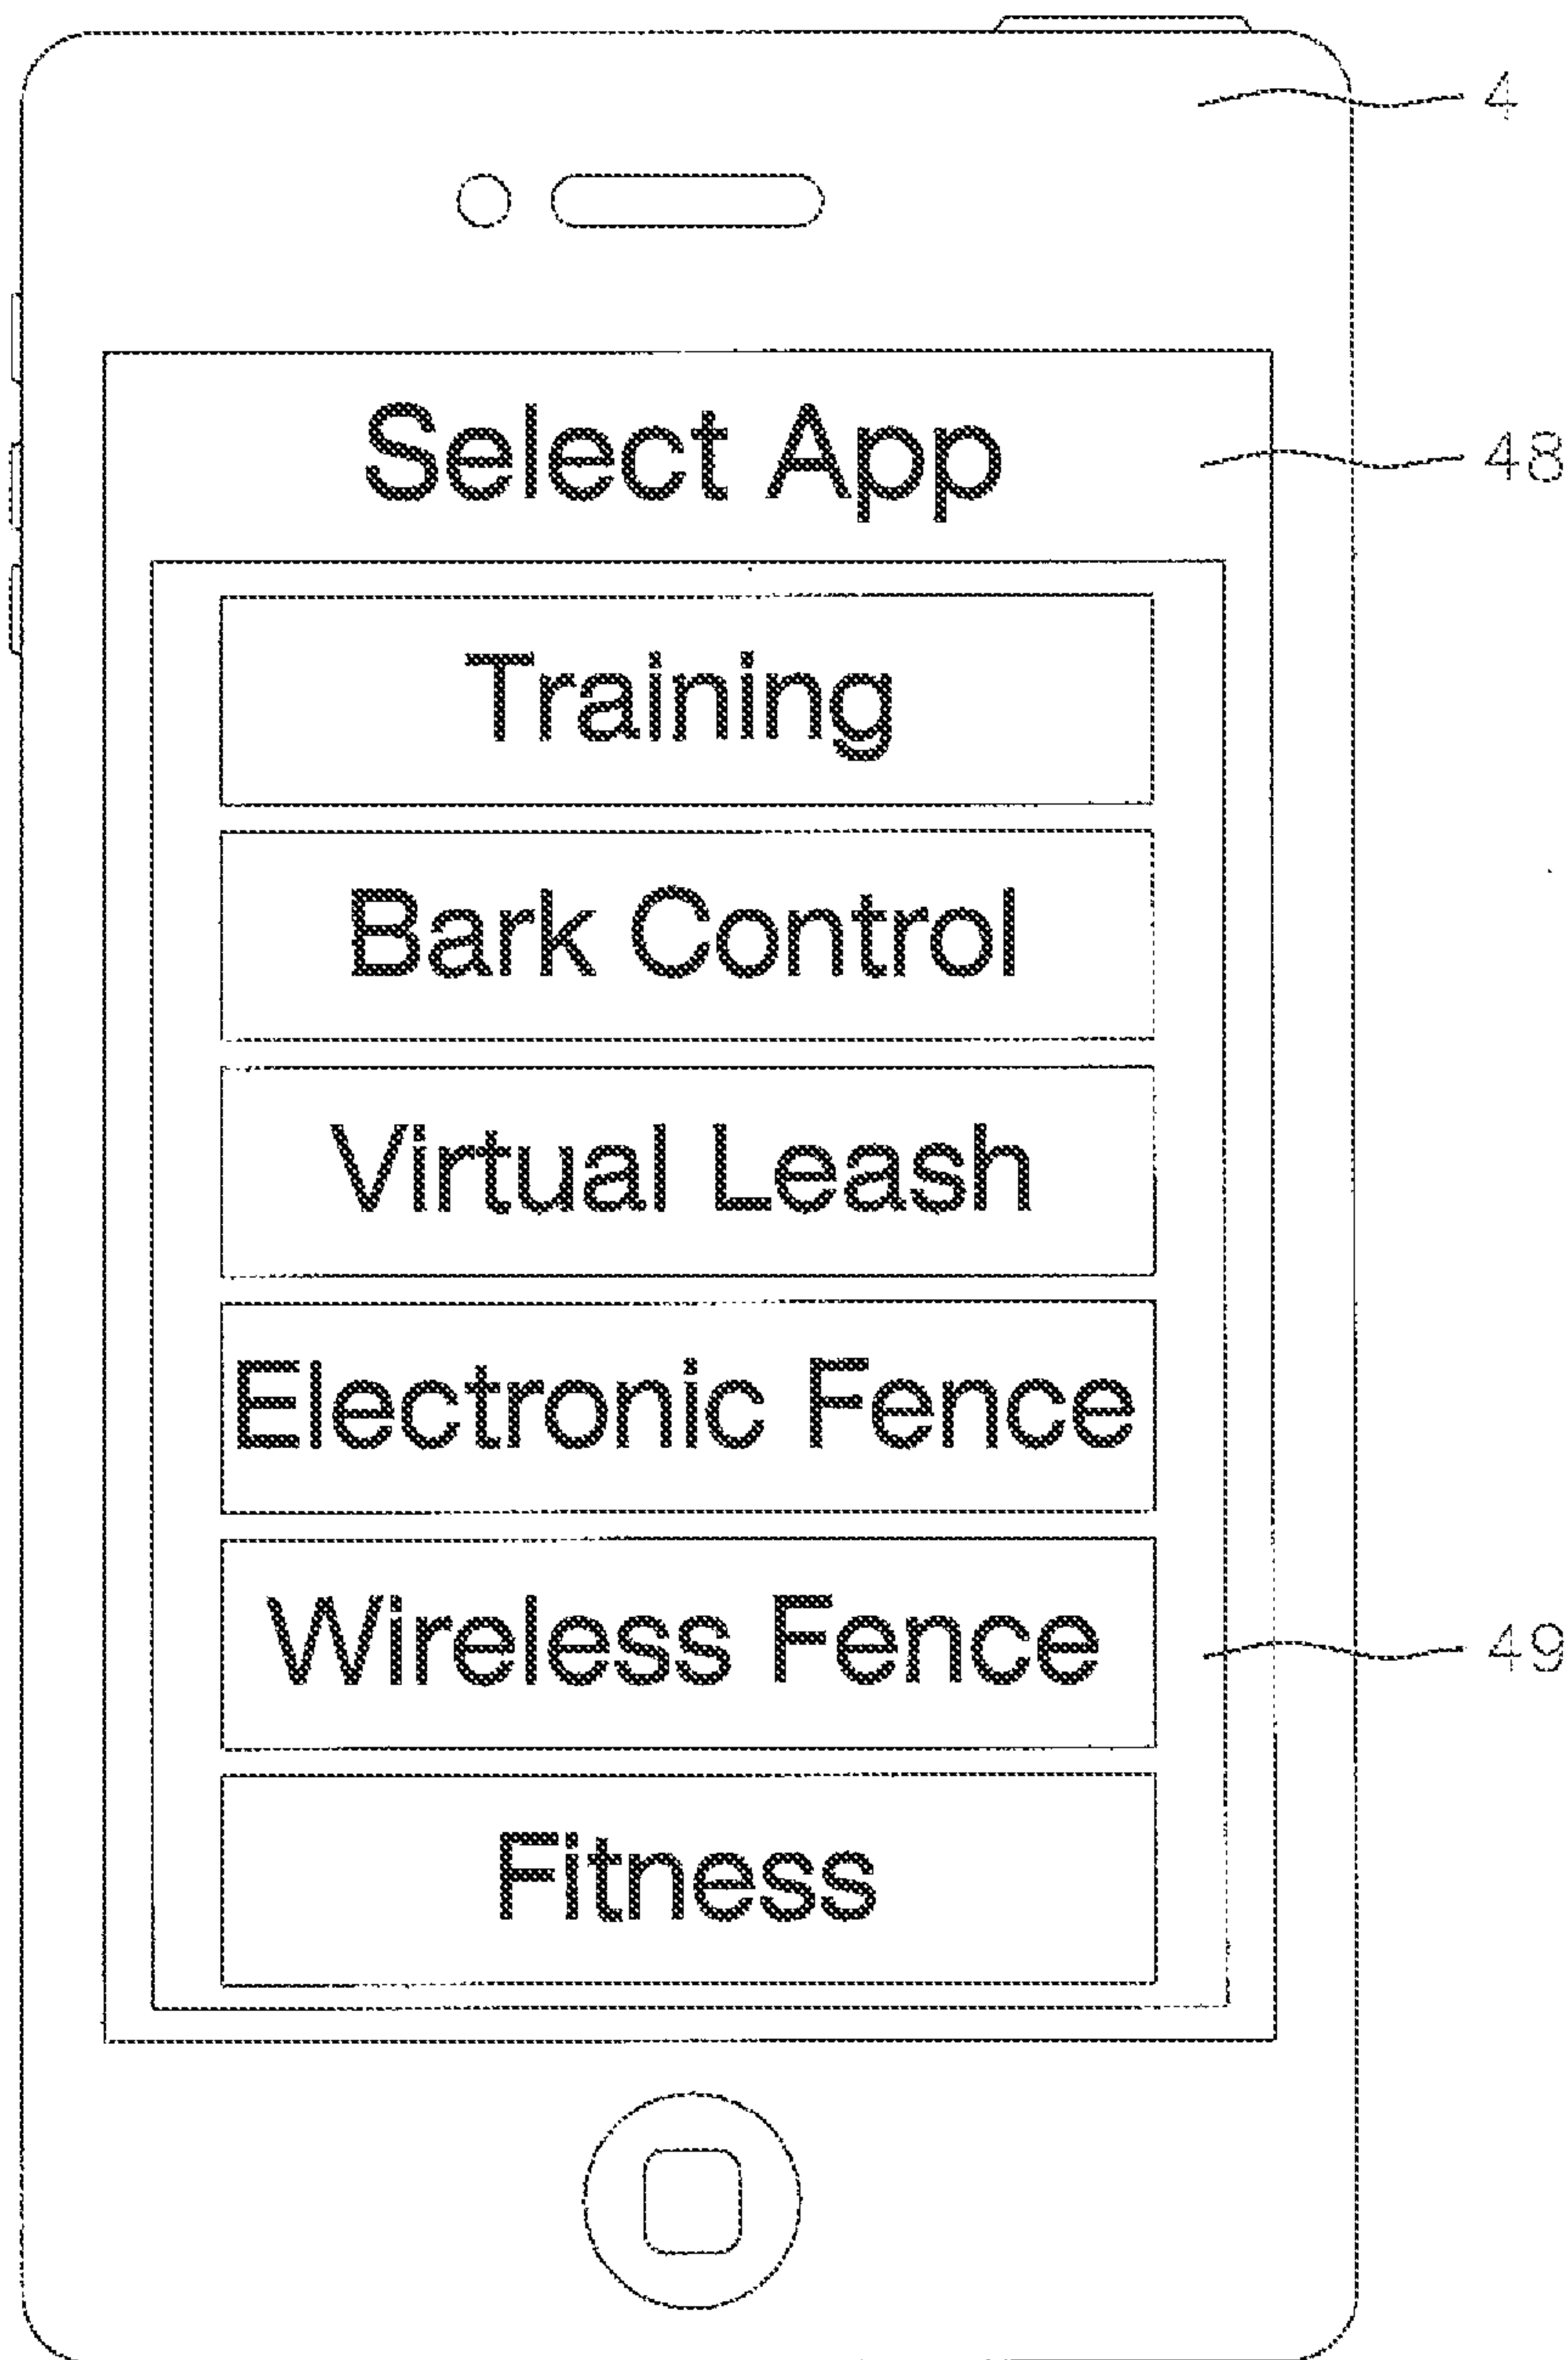 4
Select App
48
Training
Bark Control
Virtual Leash
Electronic Fence
Wireless Fence
49
Fitness